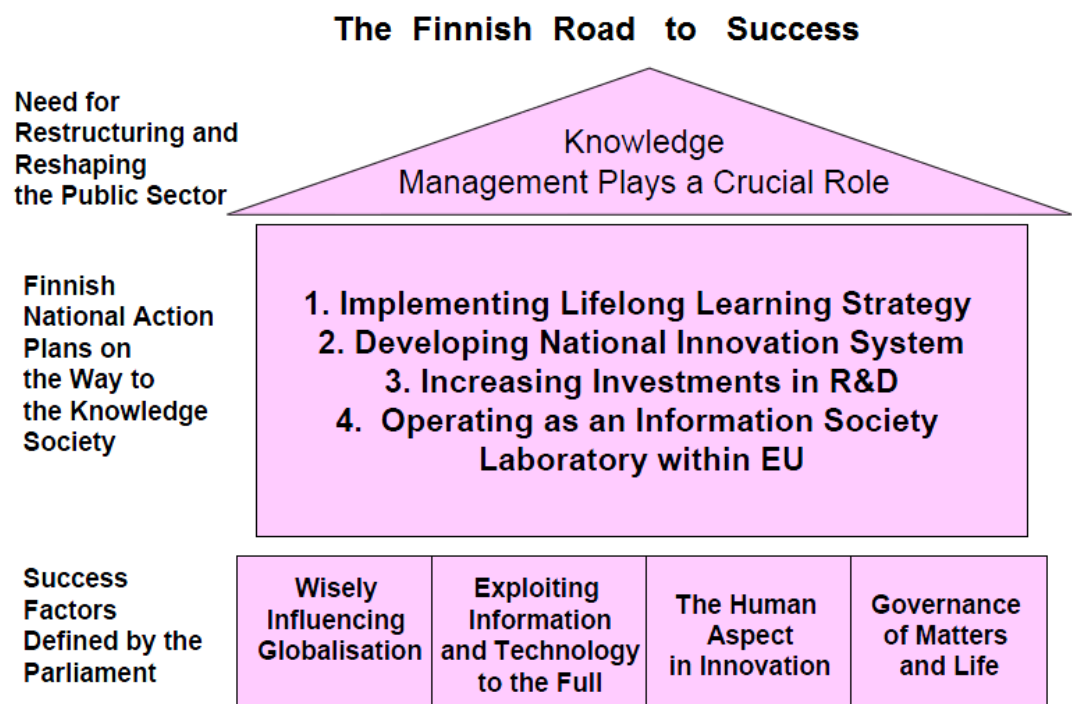 The Finnish Road to Success
Need for
Restructuring and
Reshaping
the Public Sector
Knowledge
Management Plays a Crucial Role
Finnish
National Action
Plans on
the Way to
the Knowledge
Society
1. Implementing Lifelong Learning Strategy
2. Developing National Innovation System
3. Increasing Investments in R&D
4. Operating as an Information Society
Laboratory within EU
Success
Factors
Defined by the
Parliament
Wisely
Influencing
Globalisation
Exploiting
Information
and Technology
to the Full
The Human
Aspect
in Innovation
Governance
of Matters
and Life